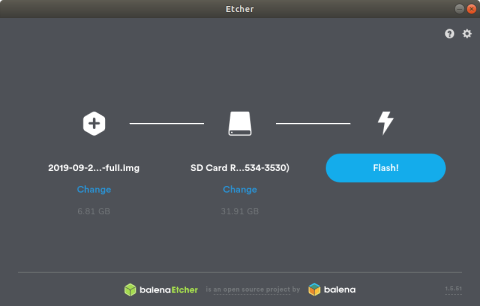 Etcher
2019-09-2...-full.img
SD Card R...534-3530)
Flash!
Change
Change
6.81 GB
31.91 GB
balenaEtcher is an open source project by balena
1.5.51